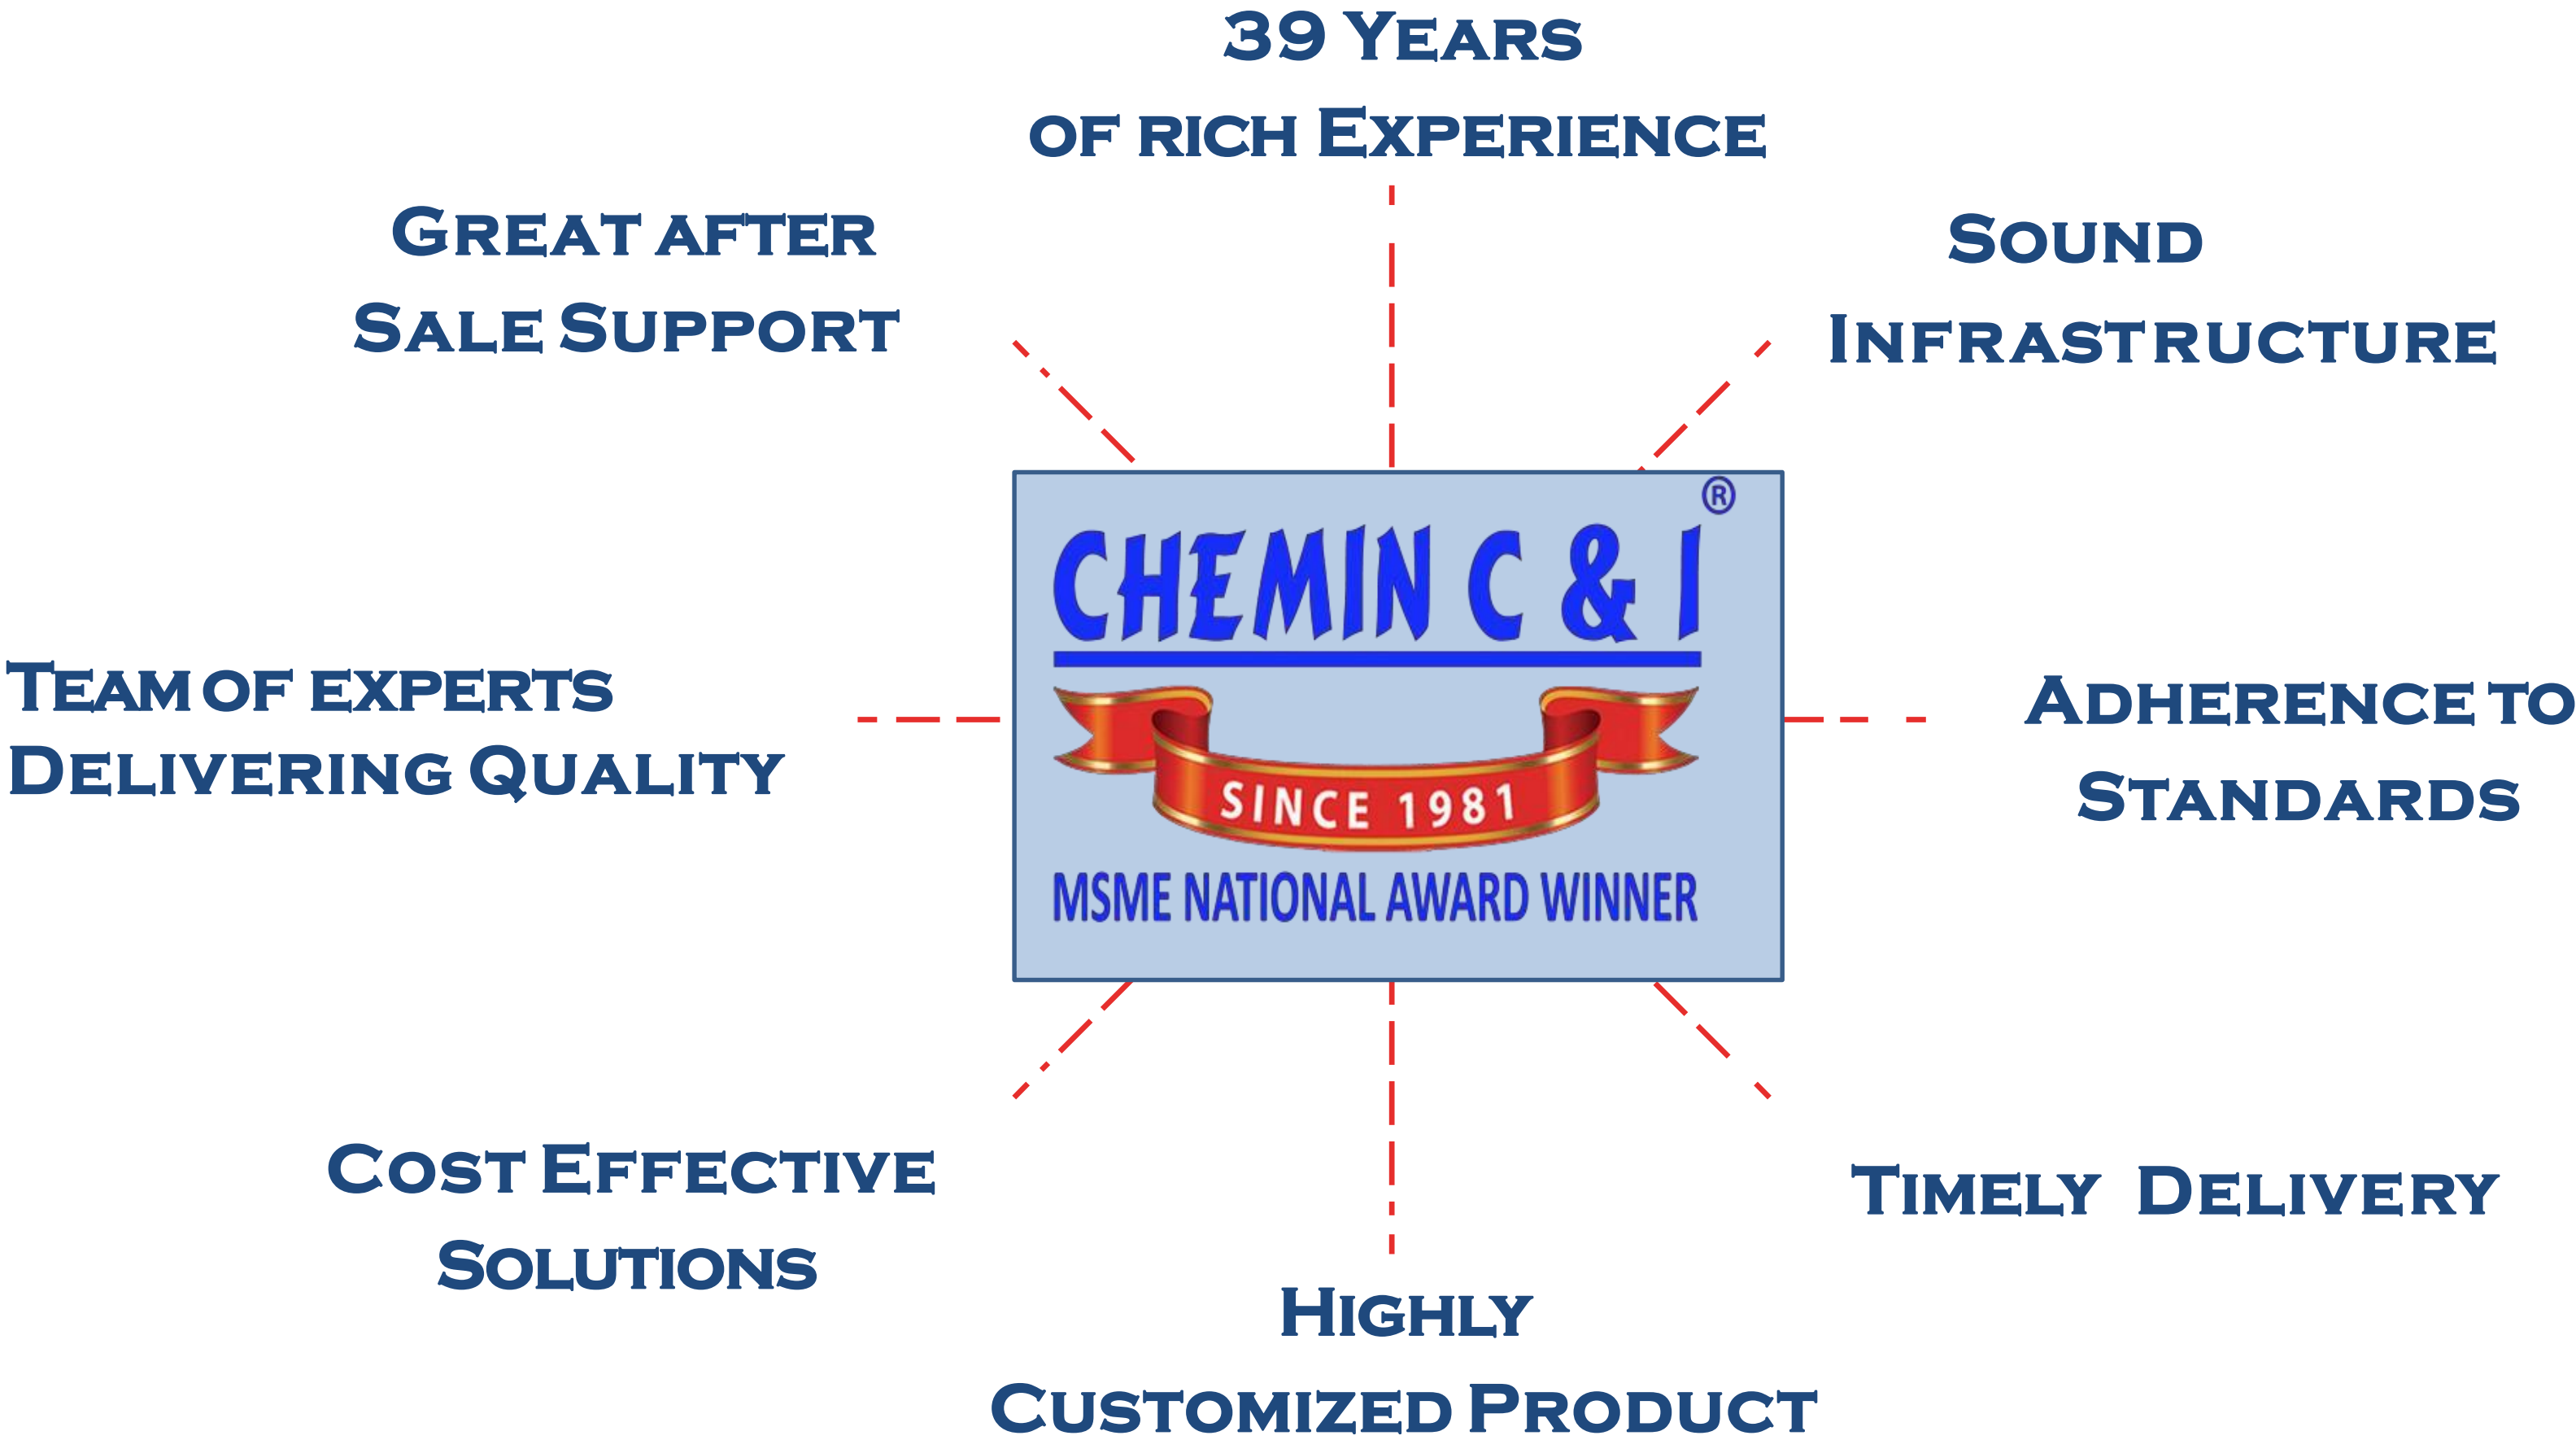 39 Years
of rich Experience
Great after
Sale Support
Sound
Infrastructure
CHEMIN C & I ®
SINCE 1981
MSME NATIONAL AWARD WINNER
Team of experts
Delivering Quality
Adherence to
Standards
Cost Effective
Solutions
Timely Delivery
Highly
Customized Product